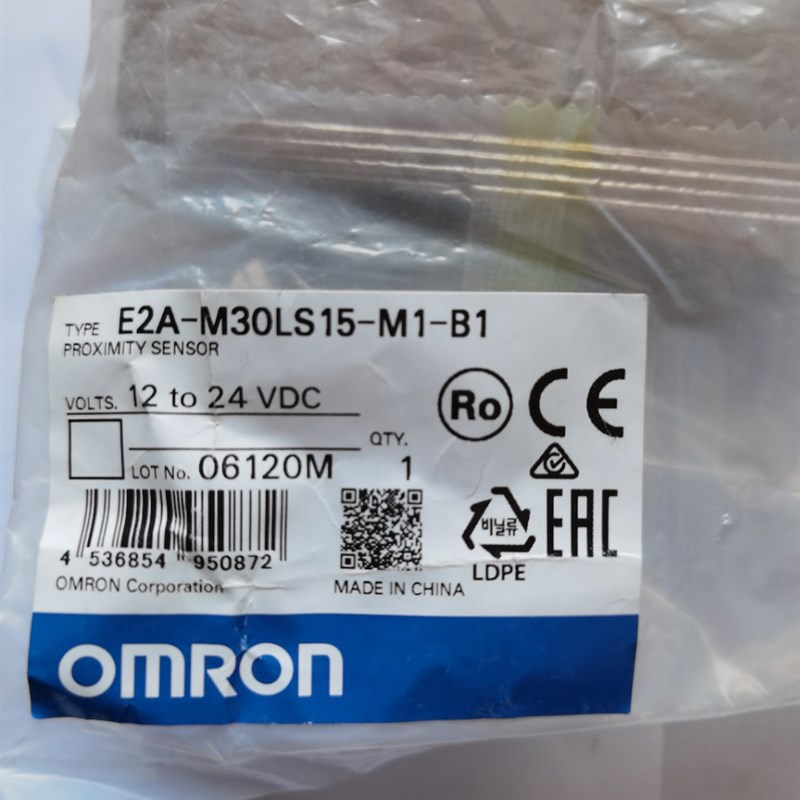 TYPE E2A-M30LS15-M1-B1
PROXIMITY SENSOR
VOLTS. 12 to 24 VDC
Ro CE
QTY.
LOT No. 06120M 1
비닐류 EAC
4 536854 950872
LDPE
OMRON Corporation MADE IN CHINA
OMRON